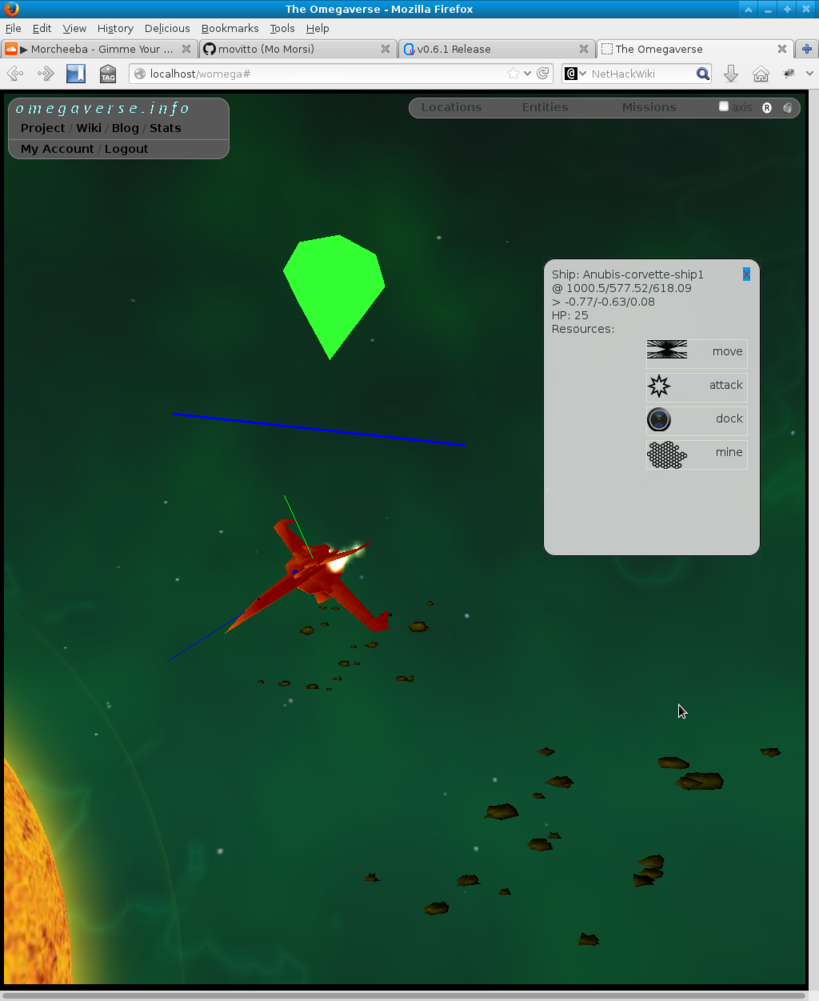 The Omegaverse - Mozilla Firefox
File Edit View History Delicious Bookmarks Tools Help
▶ Morcheeba - Gimme Your ... movitto (Mo Morsi) v0.6.1 Release The Omegaverse
TAG localhost/womega# NetHackWiki
omegaverse.info
Project / Wiki / Blog / Stats
My Account / Logout
Locations Entities Missions axis R
Ship: Anubis-corvette-ship1 X
@ 1000.5/577.52/618.09
> -0.77/-0.63/0.08
HP: 25
Resources:
move
attack
dock
mine